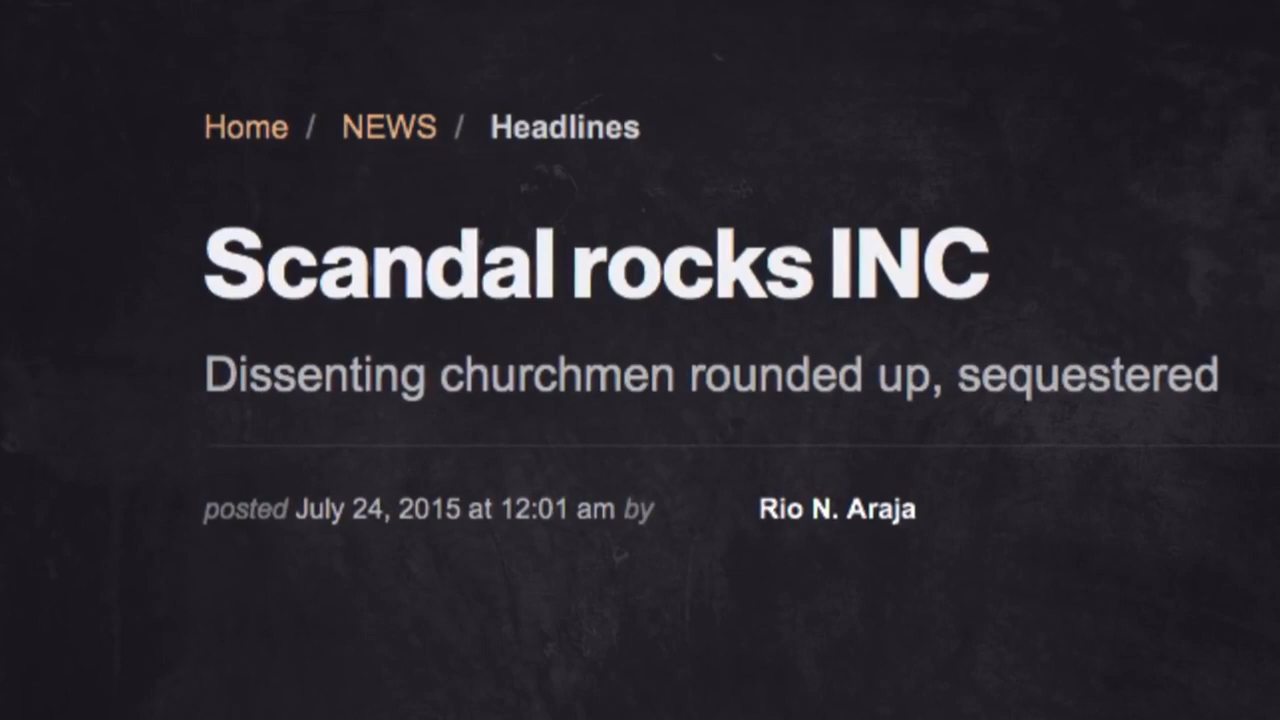 Home / NEWS / Headlines
Scandal rocks INC
Dissenting churchmen rounded up, sequestered
posted July 24, 2015 at 12:01 am by Rio N. Araja